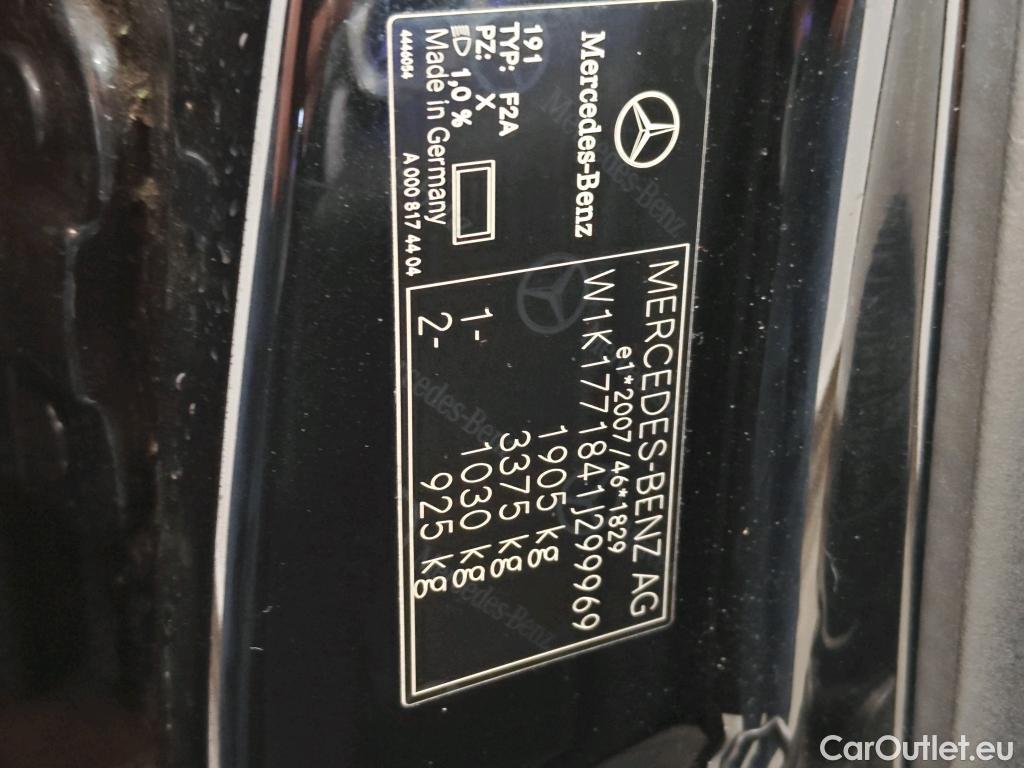 Mercedes-Benz
MERCEDES-BENZ AG
e1*2007/46*1829
W1K1771841J299969
1905 kg
3375 kg
1- 1030 kg
2- 925 kg
191
TYP: F2A
PZ: X
1,0 %
Made in Germany
4446054
A 000 817 44 04
CarOutlet.eu